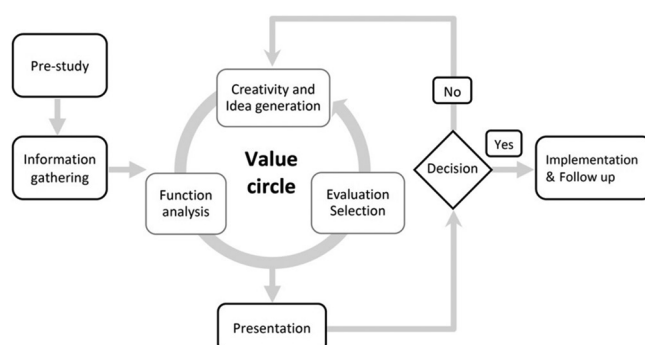 Pre-study
Information
gathering
Creativity and
Idea generation
Value
circle
Function
analysis
Evaluation
Selection
Presentation
No
Decision
Yes
Implementation
& Follow up